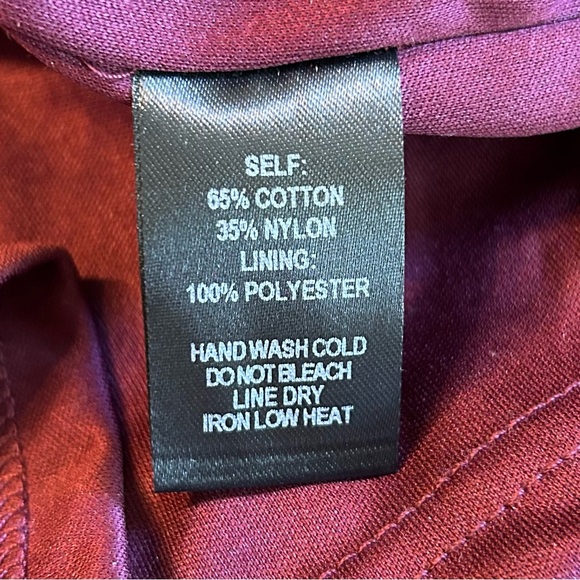 SELF:
65% COTTON
35% NYLON
LINING:
100% POLYESTER
HAND WASH COLD
DO NOT BLEACH
LINE DRY
IRON LOW HEAT